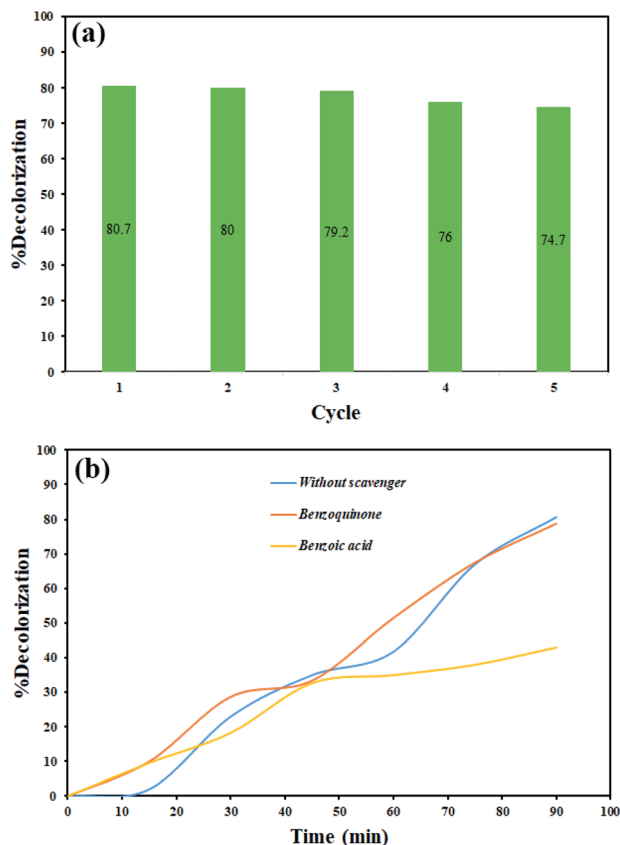 (a)
%Decolorization
100
90
80
70
60
50
40
30
20
10
0
80.7
80
79.2
76
74.7
1 2 3 4 5
Cycle
(b)
%Decolorization
100
90
80
70
60
50
40
30
20
10
0
Without scavenger
Benzoquinone
Benzoic acid
0 10 20 30 40 50 60 70 80 90 100
Time (min)